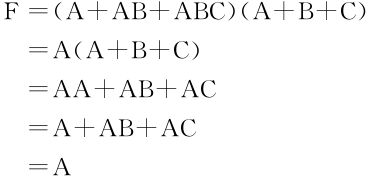 F=(A+AB+ABC)(A+B+C)
=A(A+B+C)
=AA+AB+AC
=A+AB+AC
=A